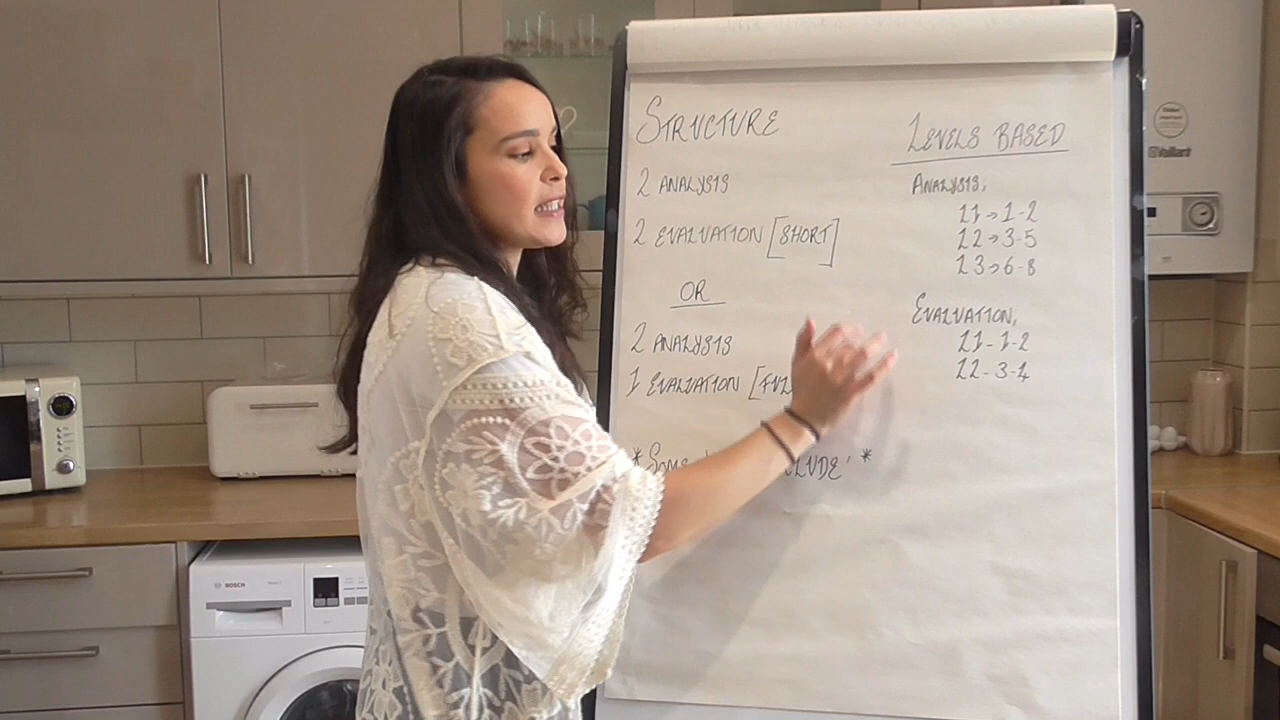 STRUCTURE
2 ANALYSIS
2 EVALUATION [SHORT]
OR
2 ANALYSIS
1 EVALUATION
LEVELS BASED
ANALYSIS,
L1→1-2
L2→3-5
L3→6-8
EVALUATION,
L1-1-2
L2-3-4
BOSCH
Vaillant